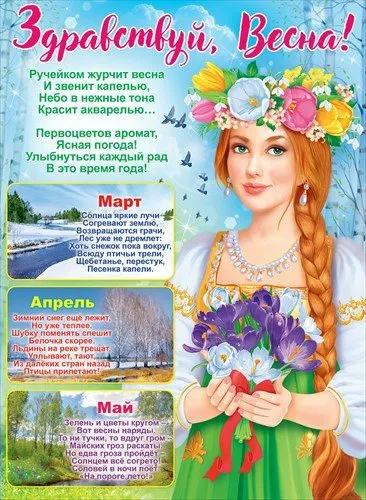 Здравствуй, Весна!
Ручейком журчит весна
И звенит капелью,
Небо в нежные тона
Красит акварелью...
Первоцветов аромат,
Ясная погода!
Улыбнуться каждый рад
В это время года!
Март
Солнца яркие лучи
Согревают землю,
Возвращаются грачи,
Лес уже не дремлет:
Хоть снежок пока вокруг,
Всюду птичьи трели,
Щебетанье, перестук,
Песенка капели.
Апрель
Зимний снег ещё лежит,
Но уже теплее.
Шубку поменять спешит
Белочка скорее.
Льдины на реке трещат,
Уплывают, тают,
Из далёких стран назад
Птицы прилетают!
Май
Зелень и цветы кругом –
Вот весны наряды.
То ни тучки, то вдруг гром –
Майских гроз раскаты.
Но едва гроза пройдёт –
Солнцем всё согрето!
Соловей в ночи поёт
«На пороге лето!»